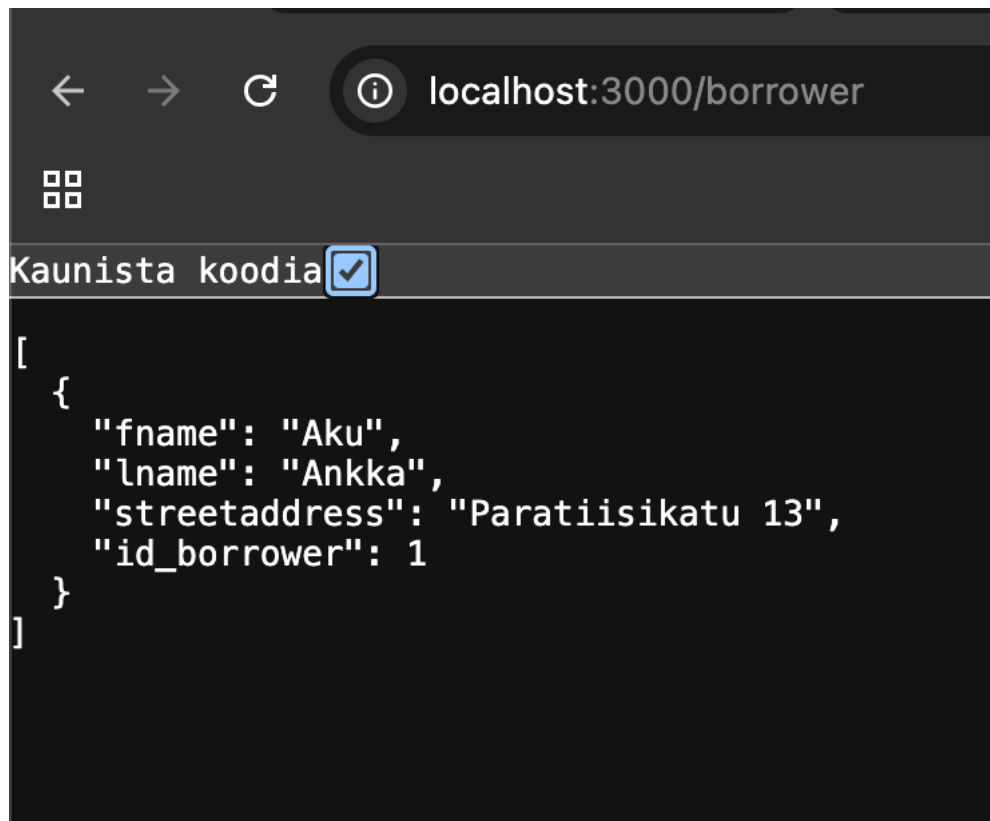 localhost:3000/borrower
Kaunista koodia
[
  {
    "fname": "Aku",
    "lname": "Ankka",
    "streetaddress": "Paratiisikatu 13",
    "id_borrower": 1
  }
]